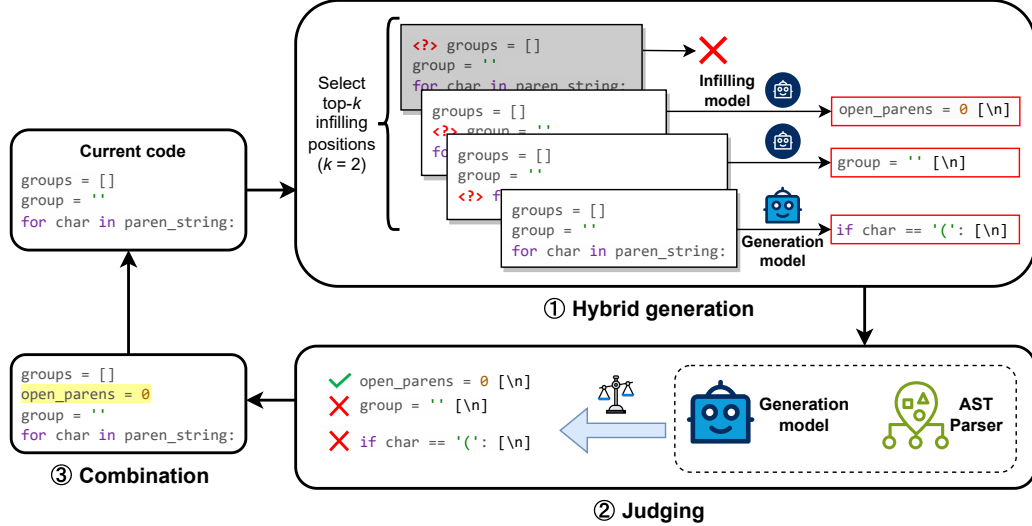 Current code
groups = []
group = ''
for char in paren_string:
Select
top-k
infilling
positions
(k = 2)
<?> groups = []
group = ''
for char in paren_string:
groups = []
<?> group = ''
fo
groups = []
group = ''
<?> f
groups = []
group = ''
for char in paren_string:
Infilling
model
Generation
model
open_parens = 0 [\n]
group = '' [\n]
if char == '(': [\n]
① Hybrid generation
open_parens = 0 [\n]
group = '' [\n]
if char == '(': [\n]
Generation
model
AST
Parser
② Judging
groups = []
open_parens = 0
group = ''
for char in paren_string:
③ Combination